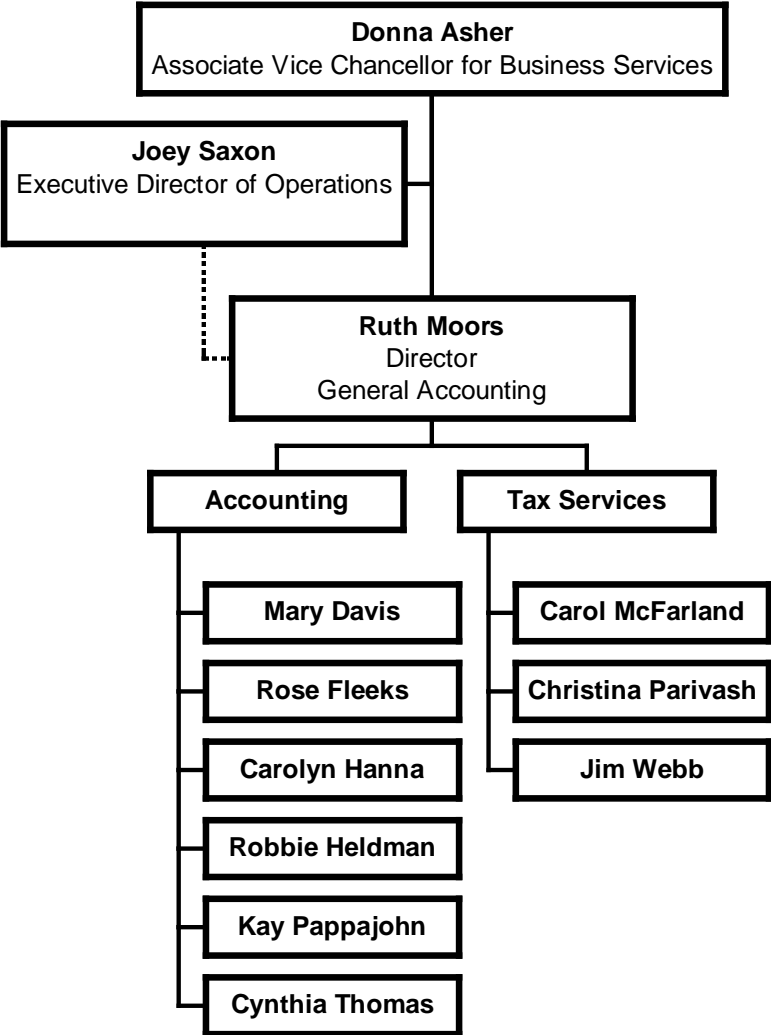 Donna Asher
Associate Vice Chancellor for Business Services
Joey Saxon
Executive Director of Operations
Ruth Moors
Director
General Accounting
Accounting
Tax Services
Mary Davis
Carol McFarland
Rose Fleeks
Christina Parivash
Carolyn Hanna
Jim Webb
Robbie Heldman
Kay Pappajohn
Cynthia Thomas